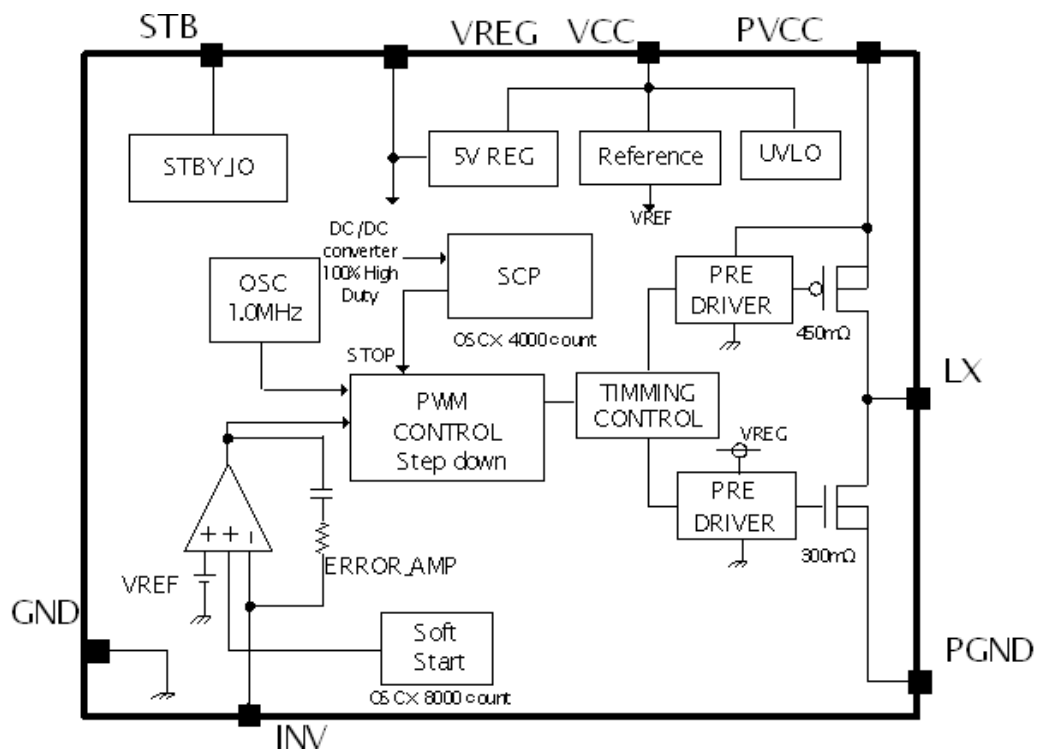 STB
VREG
VCC
PVCC
STBY_IO
5V REG
Reference
UVLO
VREF
DC/DC
converter
100% High
Duty
SCP
OSC
1.0MHz
PRE
DRIVER
450mΩ
OSC× 4000 count
STOP
LX
PWM
CONTROL
Step down
TIMMING
CONTROL
VREG
PRE
DRIVER
300mΩ
++-
ERROR_AMP
VREF
GND
Soft
Start
PGND
OSC× 8000 count
INV